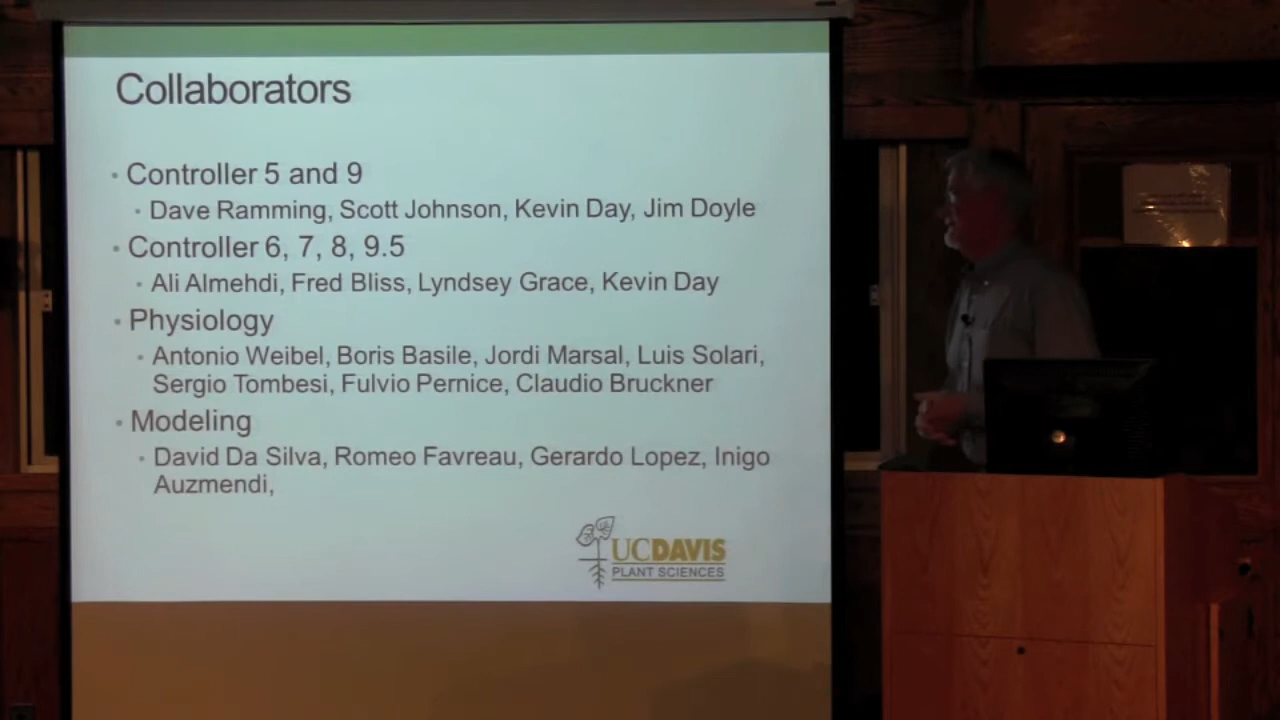 Collaborators
• Controller 5 and 9
• Dave Ramming, Scott Johnson, Kevin Day, Jim Doyle
• Controller 6, 7, 8, 9.5
• Ali Almehdi, Fred Bliss, Lyndsey Grace, Kevin Day
• Physiology
• Antonio Weibel, Boris Basile, Jordi Marsal, Luis Solari,
Sergio Tombesi, Fulvio Pernice, Claudio Bruckner
• Modeling
• David Da Silva, Romeo Favreau, Gerardo Lopez, Inigo
Auzmendi,
UCDAVIS
PLANT SCIENCES